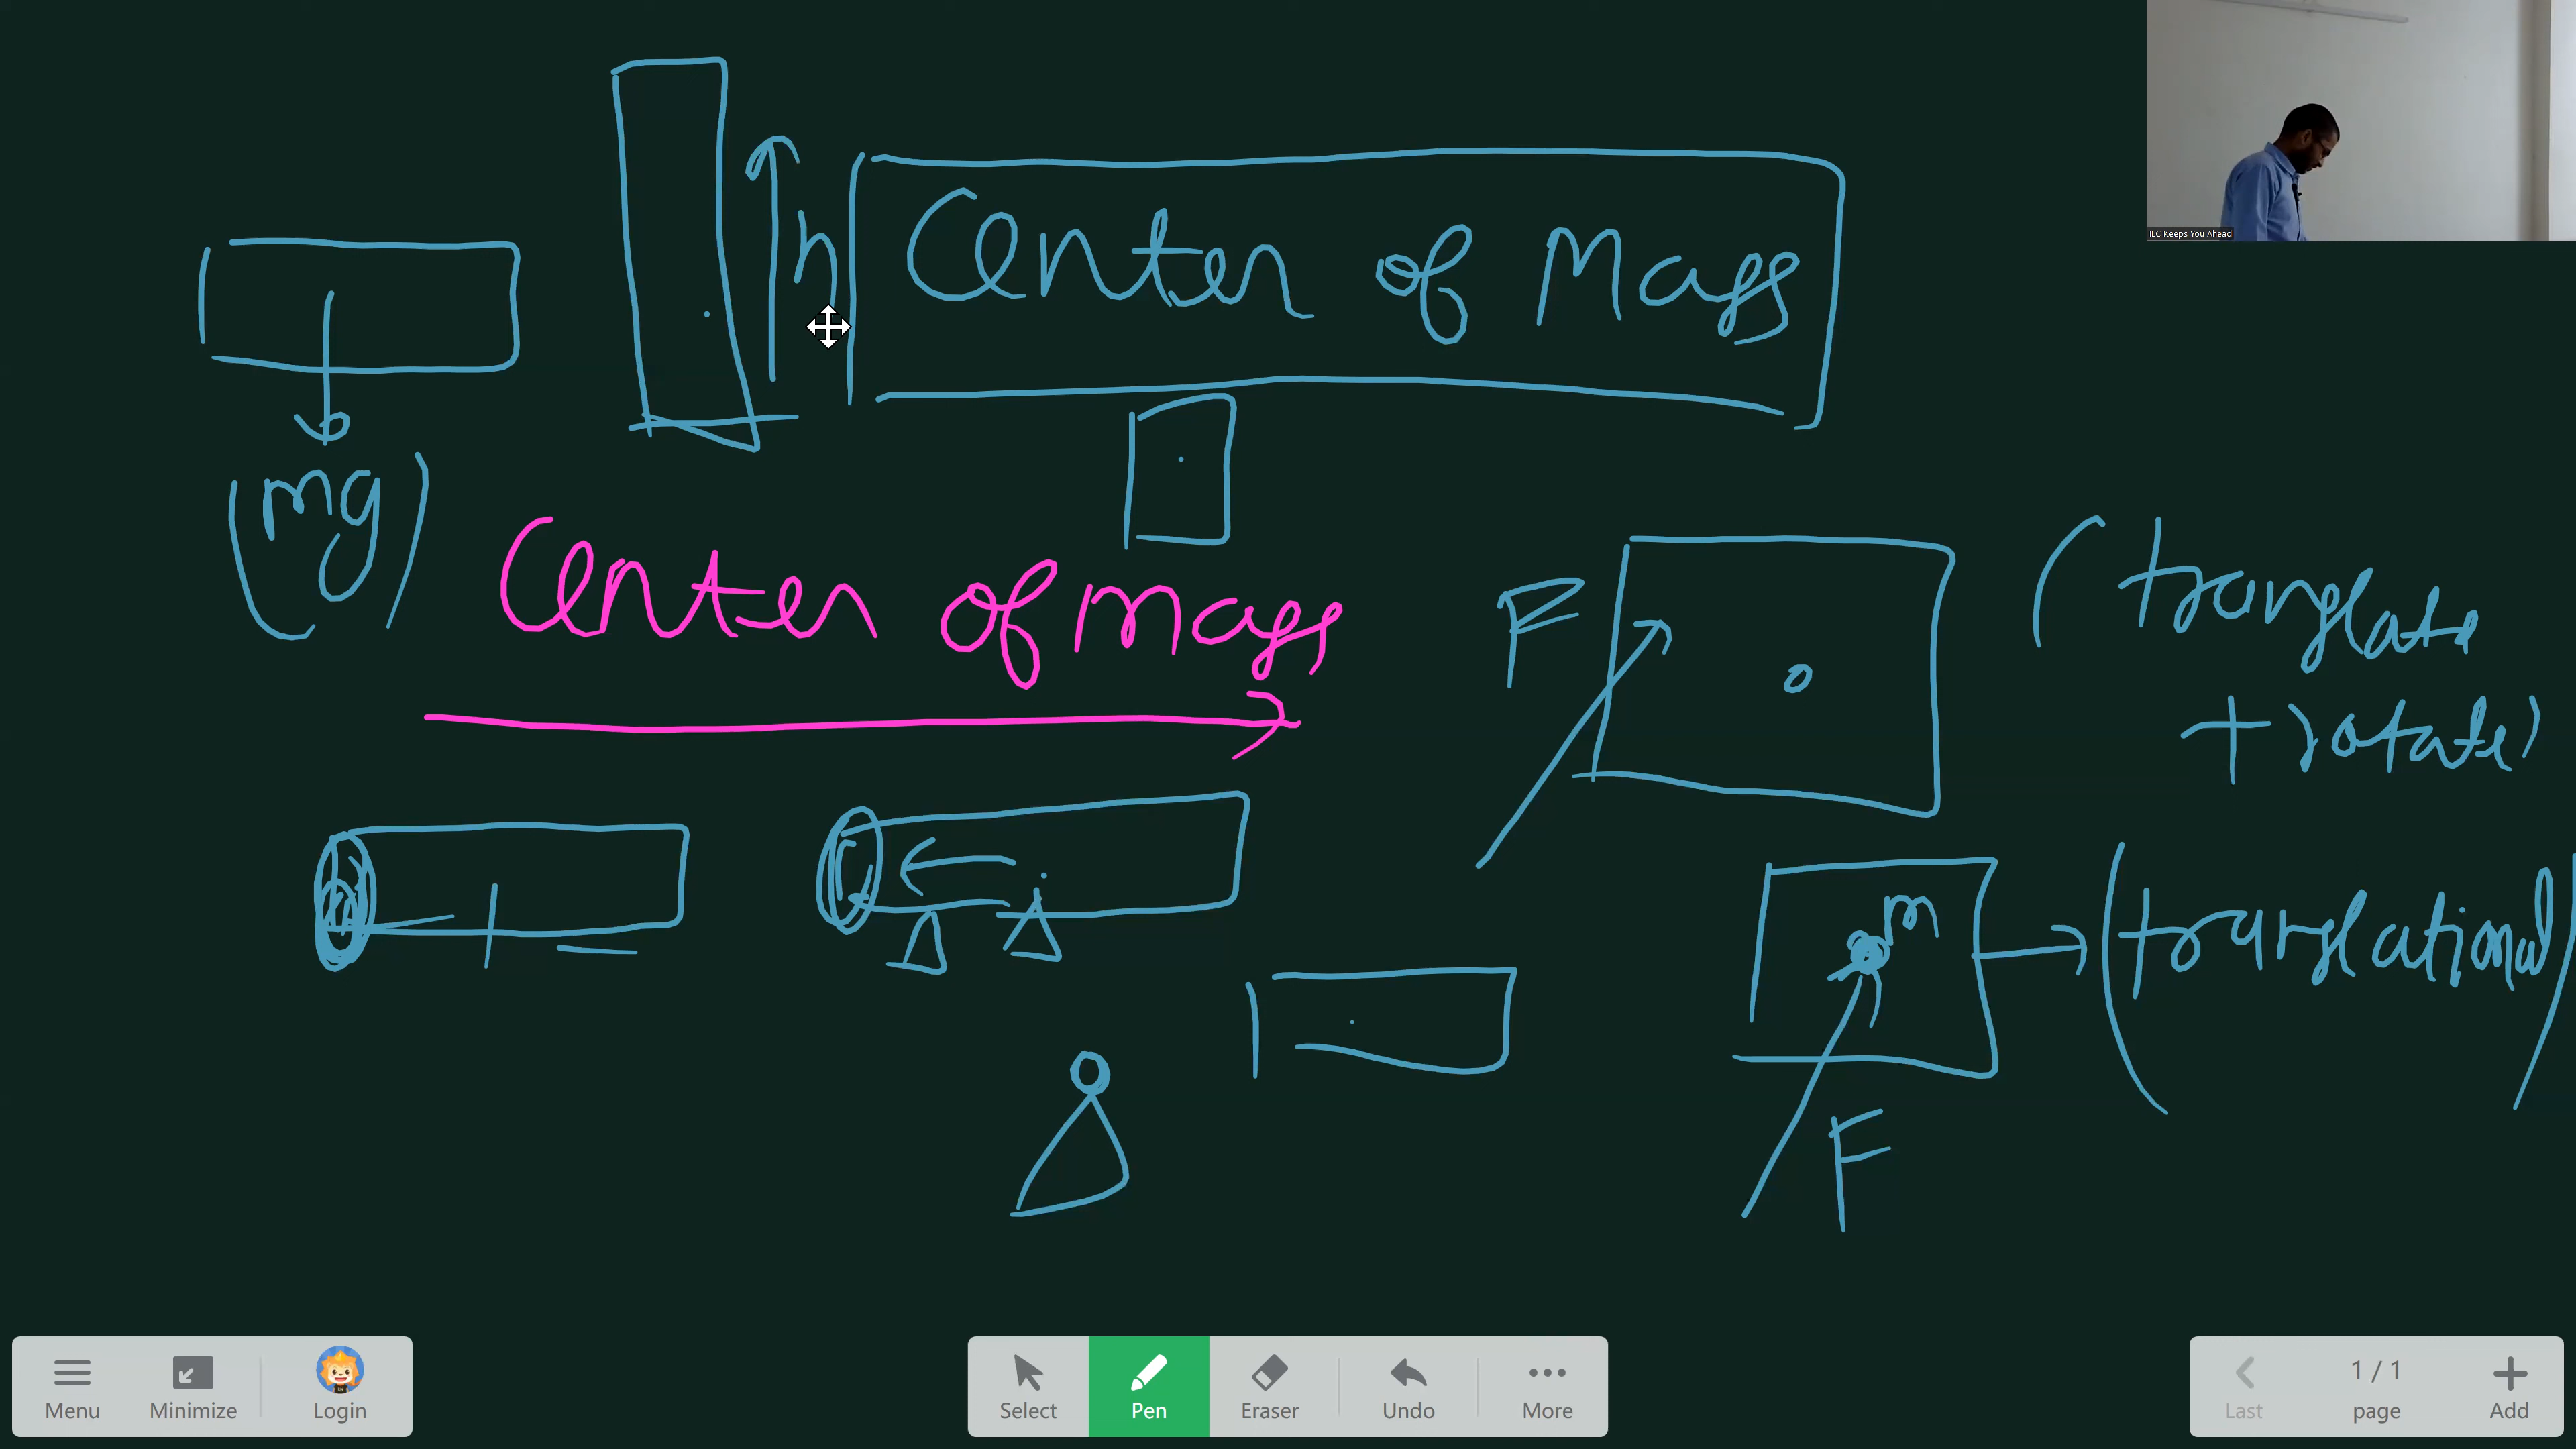 ILC Keeps You Ahead
h
Center of Mass
(mg)
Center of mass
F
(translate
+ rotate)
m
(translational)
F
Menu
Minimize
Login
Select
Pen
Eraser
Undo
More
Last
1 / 1
page
Add